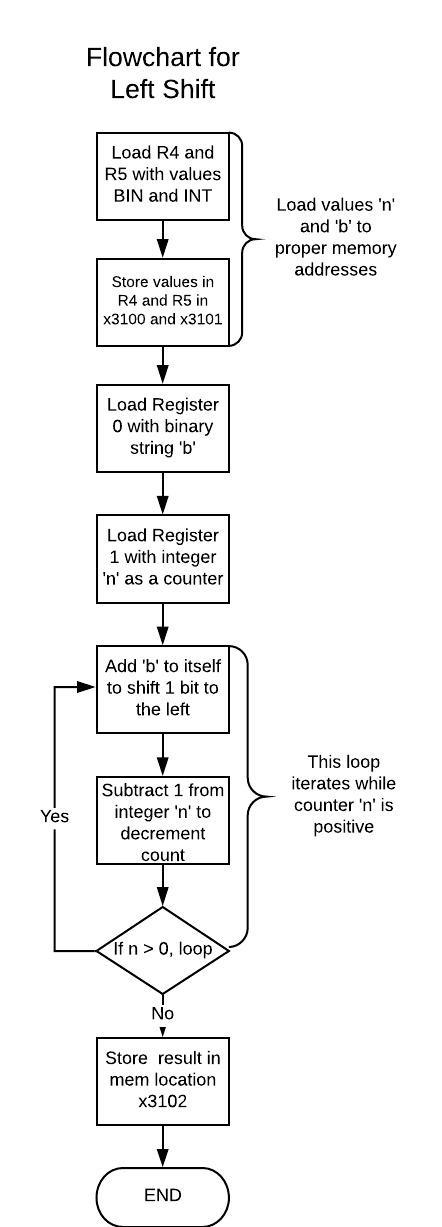 Flowchart for
Left Shift
Load R4 and
R5 with values
BIN and INT
Load values 'n'
and 'b' to
proper memory
addresses
Store values in
R4 and R5 in
x3100 and x3101
Load Register
0 with binary
string 'b'
Load Register
1 with integer
'n' as a counter
Add 'b' to itself
to shift 1 bit to
the left
This loop
iterates while
counter 'n' is
positive
Subtract 1 from
integer 'n' to
decrement
count
Yes
If n > 0, loop
No
Store result in
mem location
x3102
END